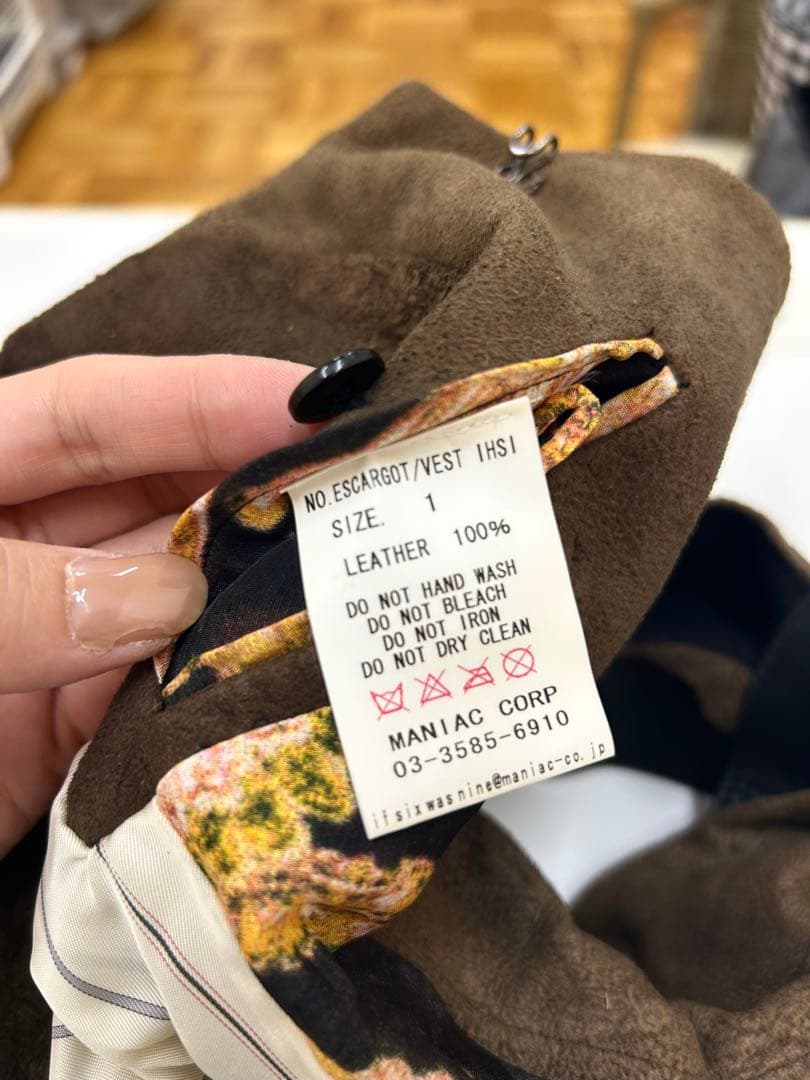 NO.ESCARGOT/VEST IHSI
SIZE. 1
LEATHER 100%
DO NOT HAND WASH
DO NOT BLEACH
DO NOT IRON
DO NOT DRY CLEAN
MANIAC CORP
03-3585-6910
ifsixwasnine@maniac-co.jp